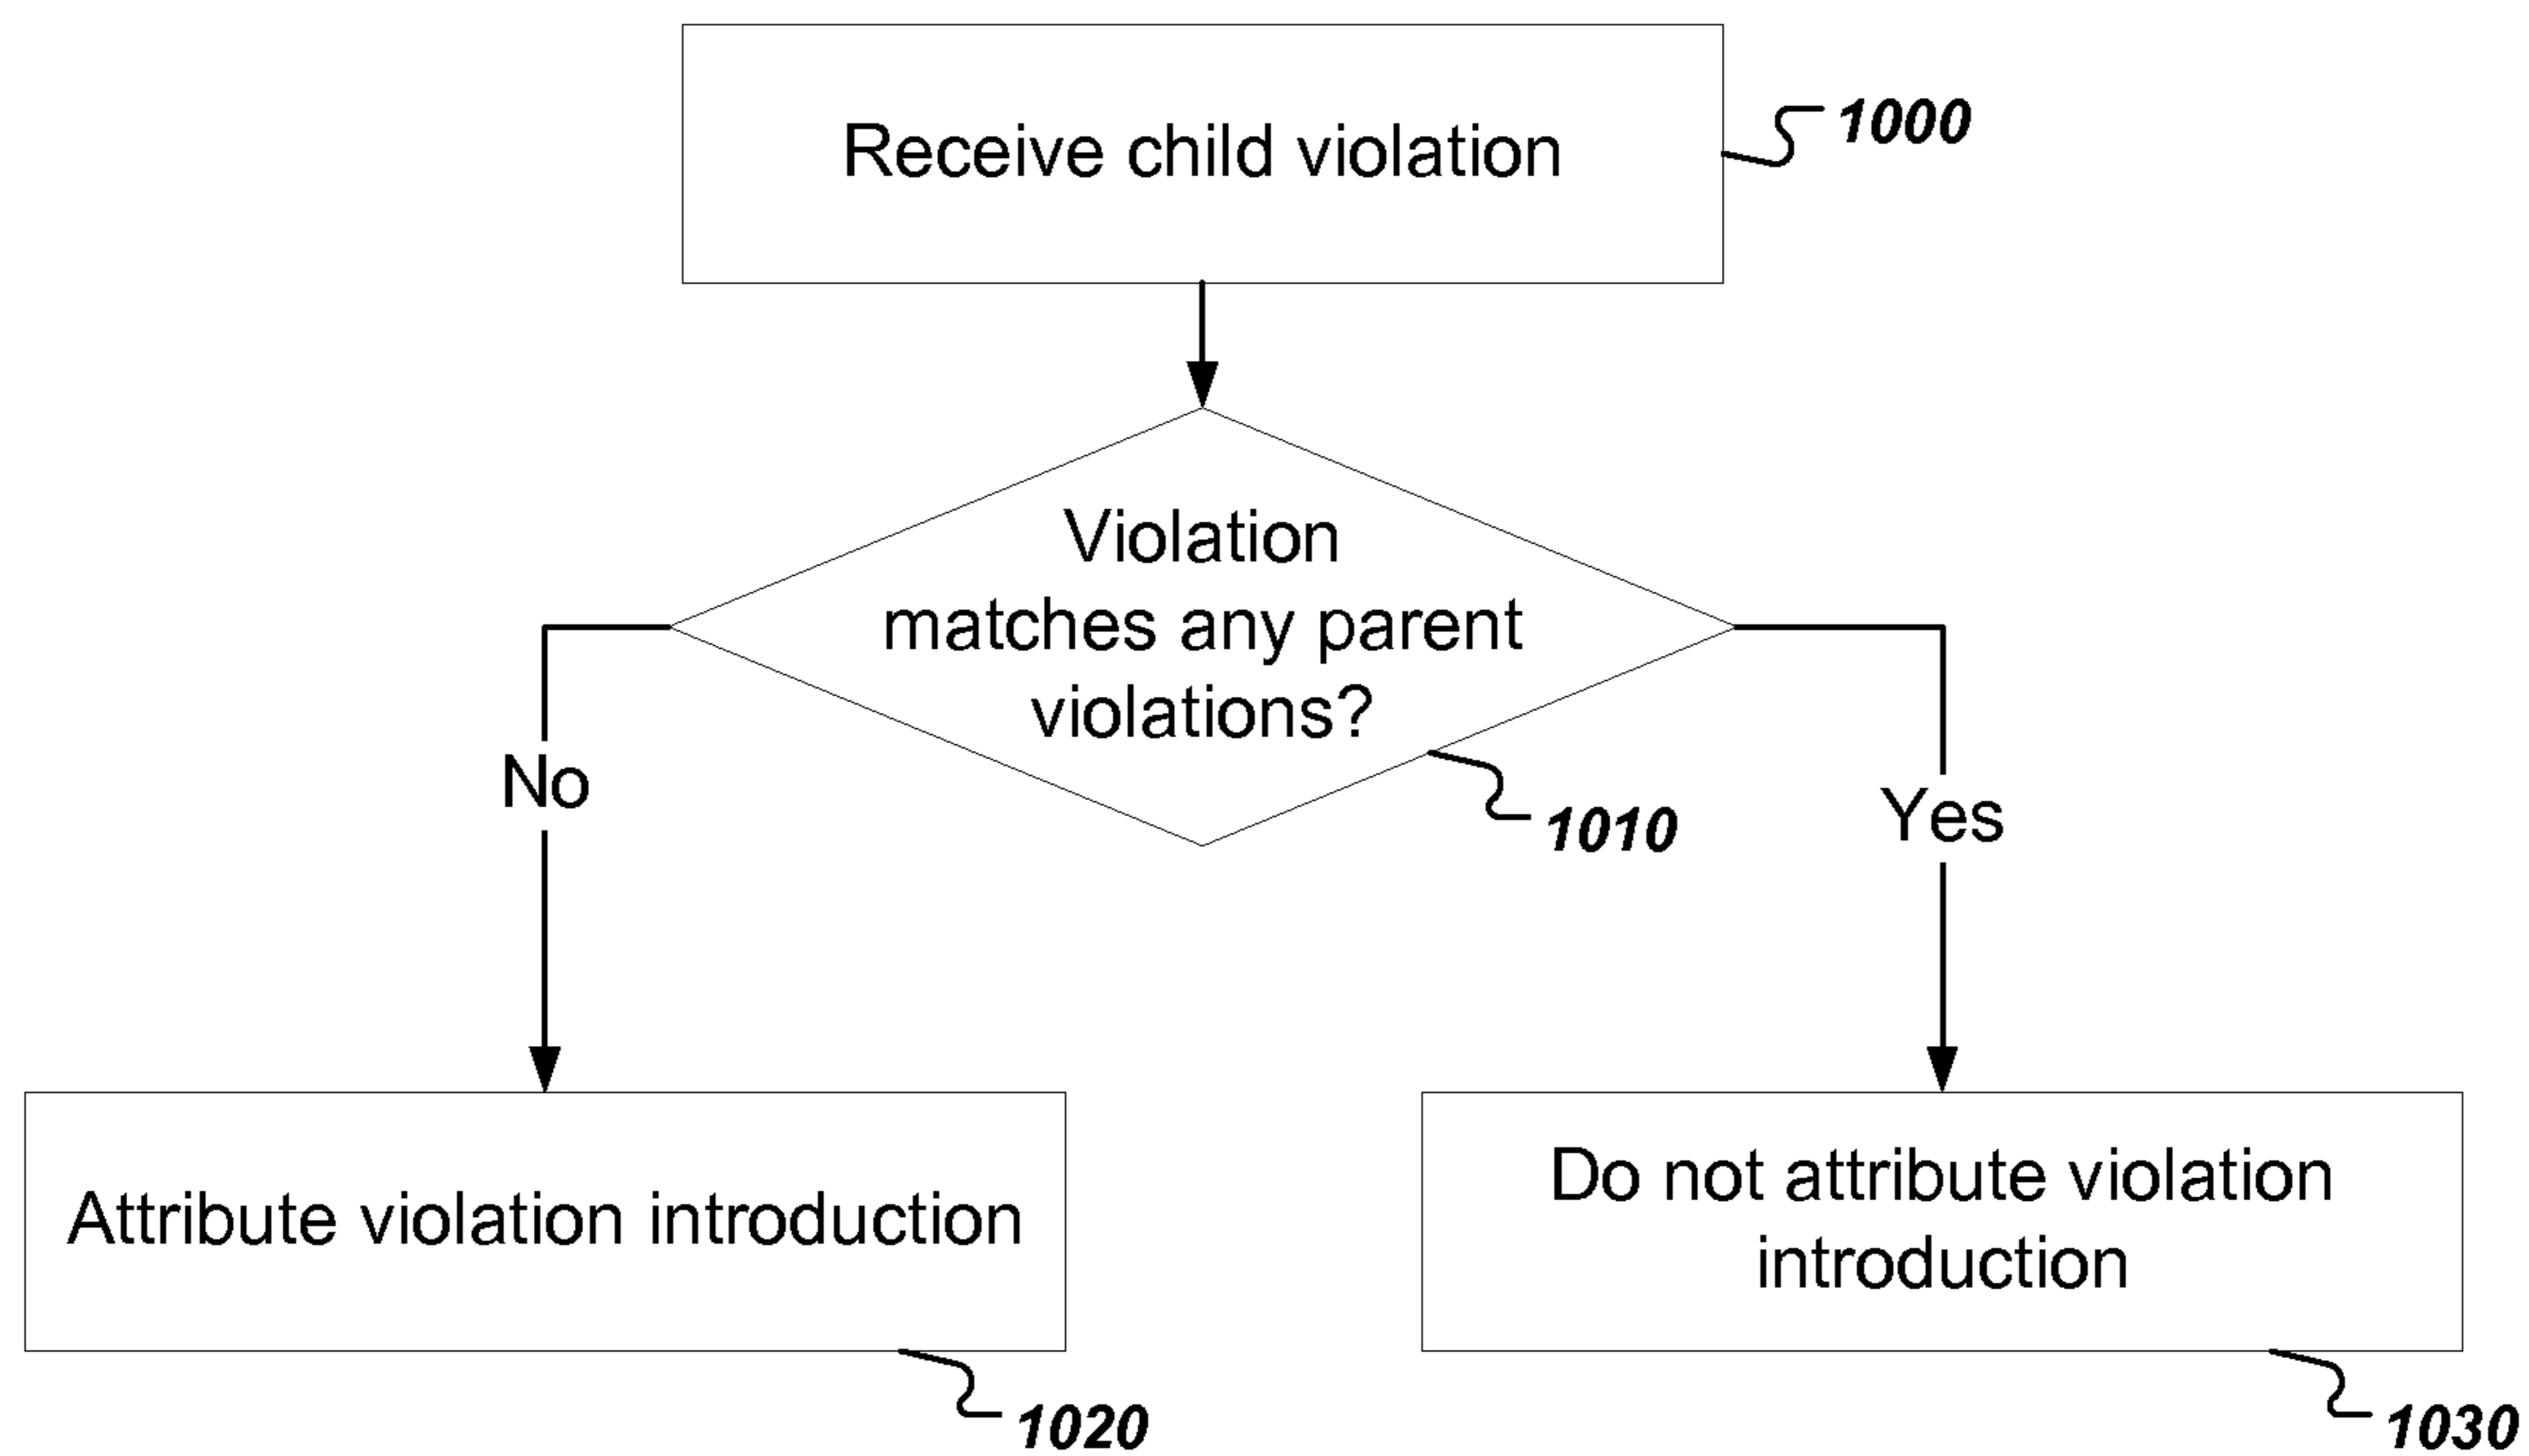 Receive child violation
1000
Violation
matches any parent
violations?
1010
No
Yes
Attribute violation introduction
1020
Do not attribute violation
introduction
1030